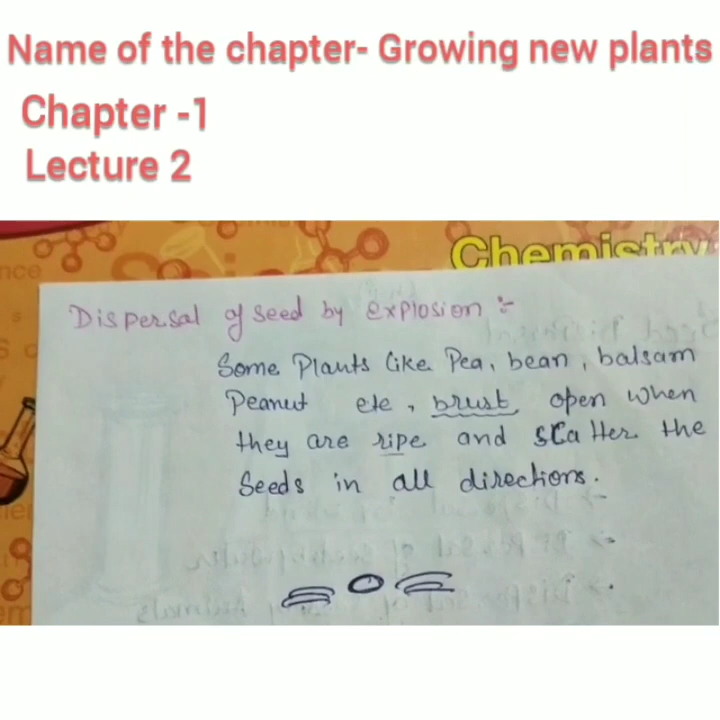 Name of the chapter- Growing new plants
Chapter -1
Lecture 2
Chemistry
Dispersal of seed by explosion :-
Some Plants like Pea, bean, balsam
Peanut etc, brust open when
they are ripe and scatter the
Seeds in all directions.